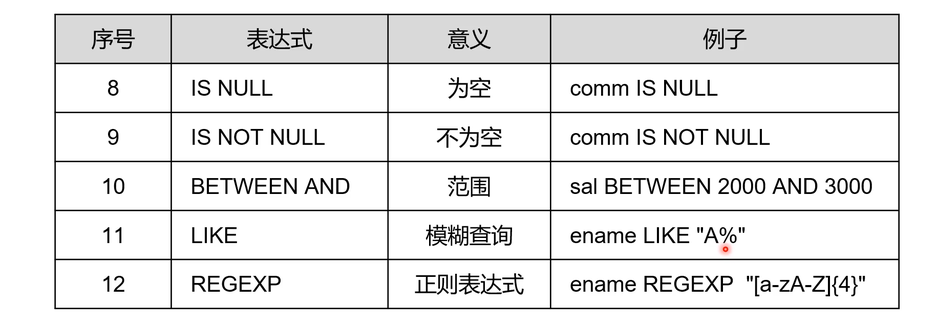 序号 表达式 意义 例子
8 IS NULL 为空 comm IS NULL
9 IS NOT NULL 不为空 comm IS NOT NULL
10 BETWEEN AND 范围 sal BETWEEN 2000 AND 3000
11 LIKE 模糊查询 ename LIKE "A%"
12 REGEXP 正则表达式 ename REGEXP "[a-zA-Z]{4}"